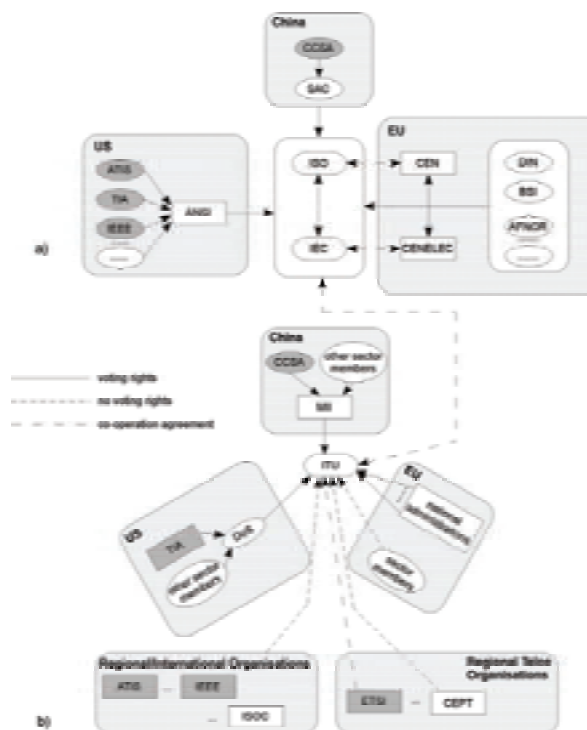 China
CCSA
SAC
US
ATIS
TIA
IEEE
......
ANSI
ISO
IEC
EU
CEN
CENELEC
DIN
BSI
AFNOR
......
a)
China
CCSA
other sector
members
MII
voting rights
no voting rights
co-operation agreement
ITU
US
TIA
DoS
other sector
members
EU
national
administrations
sector
members
Regional/International Organisations
ATIS ... IEEE
... ISOC
Regional Telco
Organisations
ETSI ... CEPT
b)